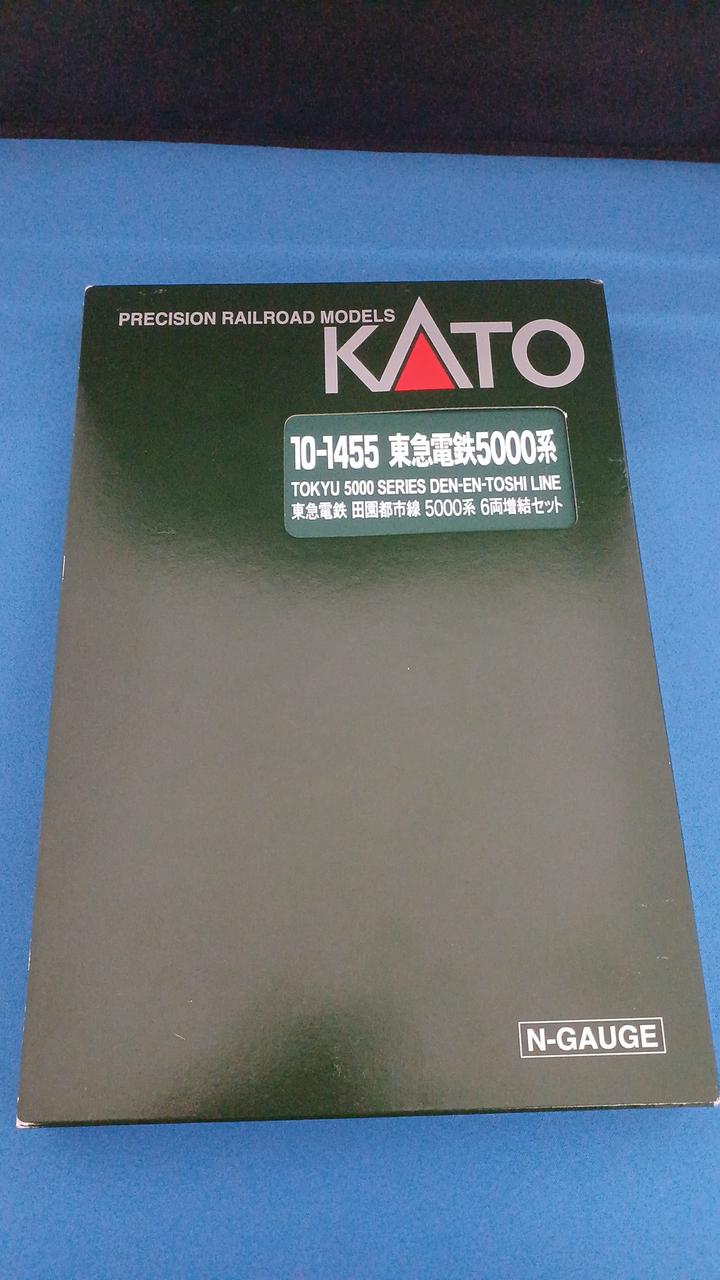 PRECISION RAILROAD MODELS
KATO
10-1455 東急電鉄5000系
TOKYU 5000 SERIES DEN-EN-TOSHI LINE
東急電鉄 田園都市線 5000系 6両増結セット
N-GAUGE